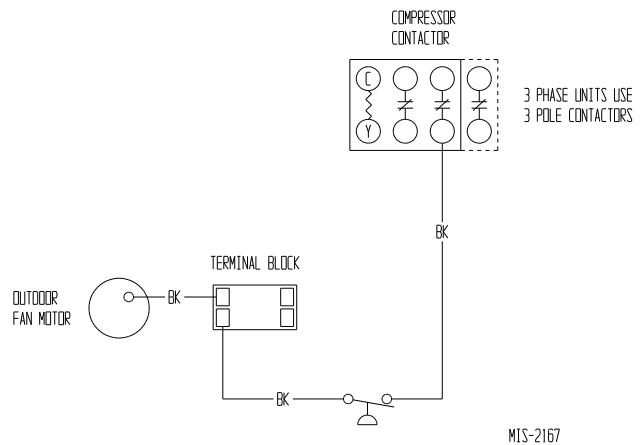 COMPRESSOR
CONTACTOR
C
Y
3 PHASE UNITS USE
3 POLE CONTACTORS
BK
TERMINAL BLOCK
OUTDOOR
FAN MOTOR
BK
BK
MIS-2167